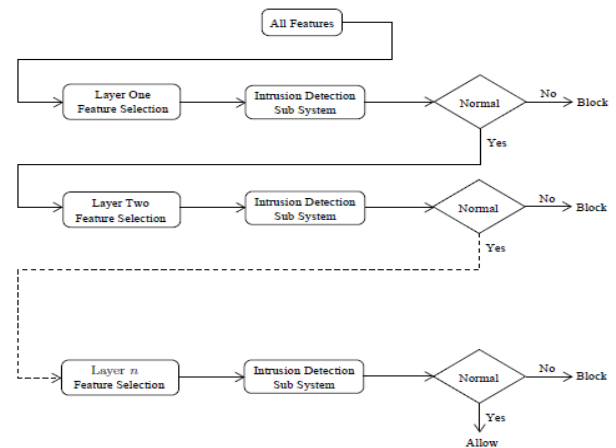 All Features
Layer One
Feature Selection
Intrusion Detection
Sub System
Normal
No
Block
Yes
Layer Two
Feature Selection
Intrusion Detection
Sub System
Normal
No
Block
Yes
Layer n
Feature Selection
Intrusion Detection
Sub System
Normal
No
Block
Yes
Allow